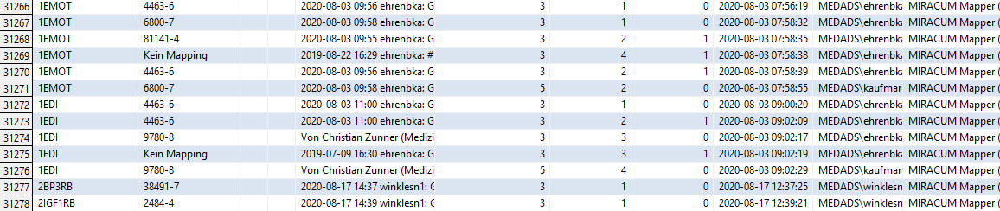 31266 1EMOT 4463-6 2020-08-03 09:56 ehrenbka: G 3 1 0 2020-08-03 07:56:19 MEDADS\ehrenbka MIRACUM Mapper (
31267 1EMOT 6800-7 2020-08-03 09:58 ehrenbka: G 3 1 0 2020-08-03 07:58:32 MEDADS\ehrenbka MIRACUM Mapper (
31268 1EMOT 81141-4 2020-08-03 09:55 ehrenbka: G 3 2 1 2020-08-03 07:58:35 MEDADS\ehrenbka MIRACUM Mapper (
31269 1EMOT Kein Mapping 2019-08-22 16:29 ehrenbka: # 3 4 1 2020-08-03 07:58:38 MEDADS\ehrenbka MIRACUM Mapper (
31270 1EMOT 4463-6 2020-08-03 09:56 ehrenbka: G 3 2 1 2020-08-03 07:58:39 MEDADS\ehrenbka MIRACUM Mapper (
31271 1EMOT 6800-7 2020-08-03 09:58 ehrenbka: G 5 2 0 2020-08-03 07:58:55 MEDADS\kaufmar MIRACUM Mapper (
31272 1EDI 4463-6 2020-08-03 11:00 ehrenbka: G 3 1 0 2020-08-03 09:00:20 MEDADS\ehrenbka MIRACUM Mapper (
31273 1EDI 4463-6 2020-08-03 11:00 ehrenbka: G 3 2 1 2020-08-03 09:02:09 MEDADS\ehrenbka MIRACUM Mapper (
31274 1EDI 9780-8 Von Christian Zunner (Medizi 3 3 0 2020-08-03 09:02:17 MEDADS\ehrenbka MIRACUM Mapper (
31275 1EDI Kein Mapping 2019-07-09 16:30 ehrenbka: G 3 3 1 2020-08-03 09:02:19 MEDADS\ehrenbka MIRACUM Mapper (
31276 1EDI 9780-8 Von Christian Zunner (Medizi 5 4 0 2020-08-03 09:02:29 MEDADS\kaufmar MIRACUM Mapper (
31277 2BP3RB 38491-7 2020-08-17 14:37 winklesn1: G 3 1 0 2020-08-17 12:37:25 MEDADS\winklesn MIRACUM Mapper (
31278 2IGF1RB 2484-4 2020-08-17 14:39 winklesn1: G 3 1 0 2020-08-17 12:39:21 MEDADS\winklesn MIRACUM Mapper (